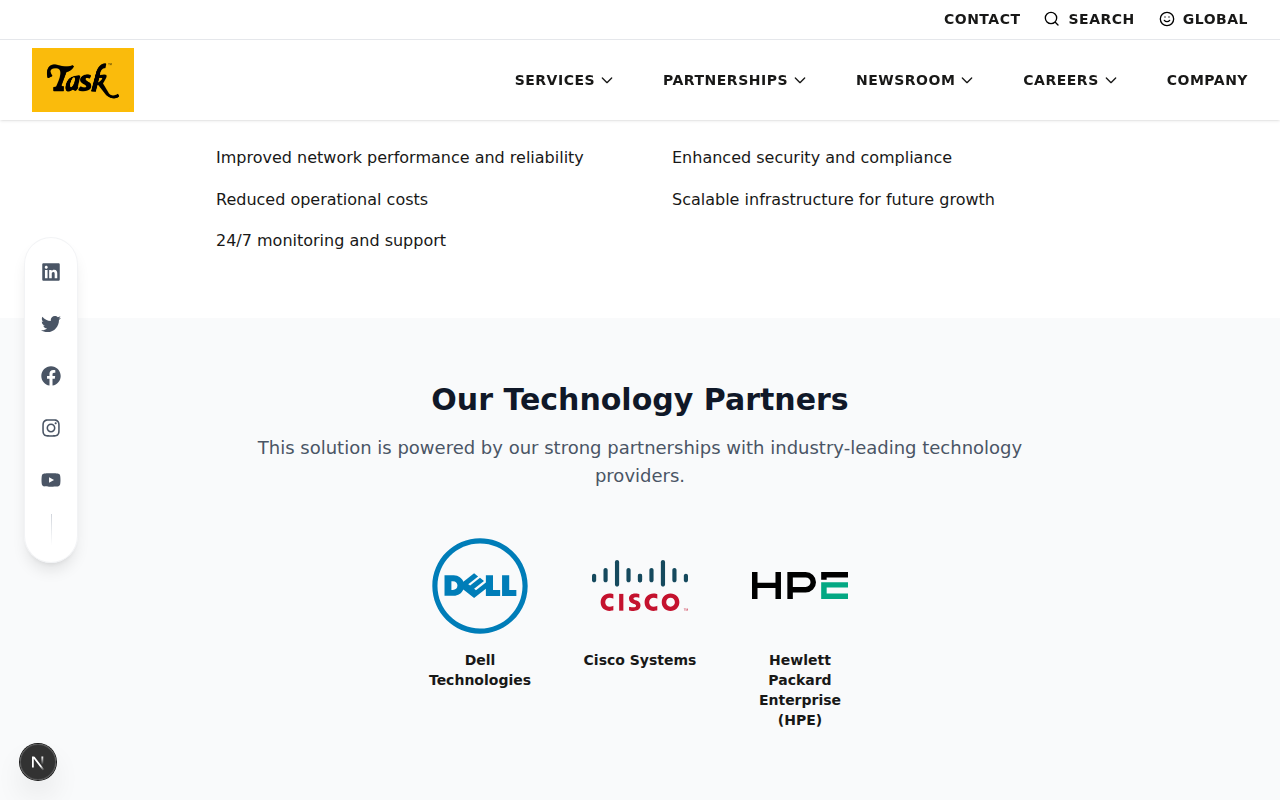 CONTACT
SEARCH
GLOBAL
Task
SERVICES
PARTNERSHIPS
NEWSROOM
CAREERS
COMPANY
Improved network performance and reliability
Enhanced security and compliance
Reduced operational costs
Scalable infrastructure for future growth
24/7 monitoring and support
Our Technology Partners
This solution is powered by our strong partnerships with industry-leading technology
providers.
DELL
CISCO
HPE
Dell
Technologies
Cisco Systems
Hewlett
Packard
Enterprise
(HPE)
N